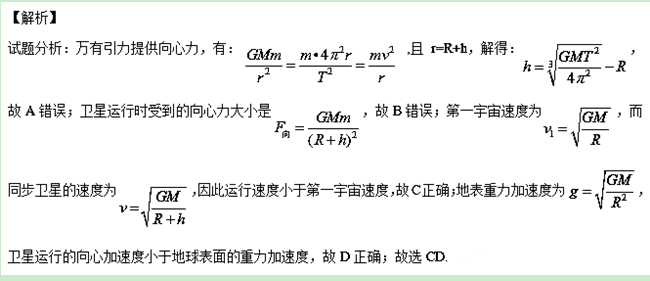 【解析】
试题分析：万有引力提供向心力，有： \frac{GMm}{r^2}=\frac{m•4π^2r}{T^2}=\frac{mv^2}{r} ,且 r=R+h，解得： h=\sqrt[3]{\frac{GMT^2}{4π^2}}-R ，
故 A 错误；卫星运行时受到的向心力大小是 F_向=\frac{GMm}{(R+h)^2} ，故 B 错误；第一宇宙速度为 v_1=\sqrt{\frac{GM}{R}} ，而
同步卫星的速度为 v=\sqrt{\frac{GM}{R+h}} ,因此运行速度小于第一宇宙速度,故 C 正确;地表重力加速度为 g=\sqrt{\frac{GM}{R^2}} ，
卫星运行的向心加速度小于地球表面的重力加速度，故 D 正确；故选 CD.